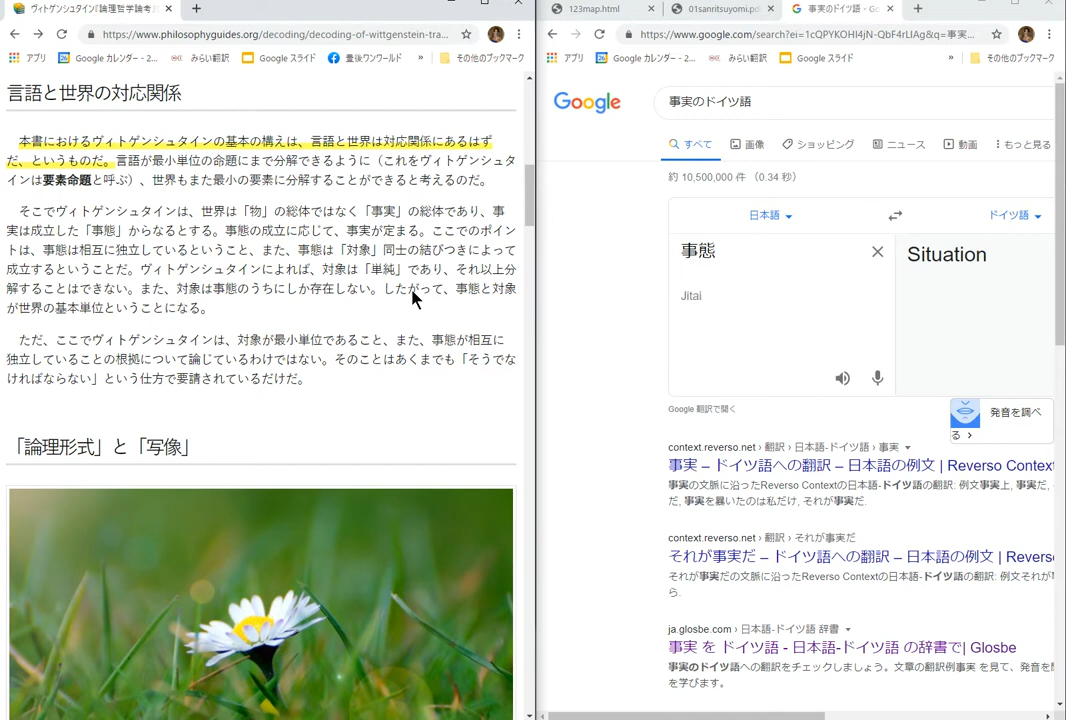 ヴィトゲンシュタイン『論理哲学論考
https://www.philosophyguides.org/decoding/decoding-of-wittgenstein-tra...
アプリ
Google カレンダー - 2...
みらい翻訳
Google スライド
豊後ワンワールド
»
その他のブックマーク
言語と世界の対応関係
本書におけるヴィトゲンシュタインの基本の構えは、言語と世界は対応関係にあるはず
だ、というものだ。言語が最小単位の命題にまで分解できるように（これをヴィトゲンシュタ
インは要素命題と呼ぶ）、世界もまた最小の要素に分解することができると考えるのだ。
そこでヴィトゲンシュタインは、世界は「物」の総体ではなく「事実」の総体であり、事
実は成立した「事態」からなるとする。事態の成立に応じて、事実が定まる。ここでのポイン
トは、事態は相互に独立しているということ、また、事態は「対象」同士の結びつきによって
成立するということだ。ヴィトゲンシュタインによれば、対象は「単純」であり、それ以上分
解することはできない。また、対象は事態のうちにしか存在しない。したがって、事態と対象
が世界の基本単位ということになる。
ただ、ここでヴィトゲンシュタインは、対象が最小単位であること、また、事態が相互に
独立していることの根拠について論じているわけではない。そのことはあくまでも「そうでな
ければならない」という仕方で要請されているだけだ。
「論理形式」と「写像」
123map.html
01sanritsuyomi.pd
事実のドイツ語 - Go
https://www.google.com/search?ei=1cQPYKOHI4jN-QbF4rLIAg&q=事実...
アプリ
Google カレンダー - 2...
みらい翻訳
Google スライド
»
その他のブックマーク
Google
事実のドイツ語
すべて
画像
ショッピング
ニュース
動画
もっと見る
約 10,500,000 件 （0.34 秒）
日本語
ドイツ語
事態
Situation
Jitai
Google 翻訳で開く
発音を調べ
る ›
context.reverso.net › 翻訳 › 日本語-ドイツ語 › 事実
事実 – ドイツ語への翻訳 – 日本語の例文 | Reverso Context
事実の文脈に沿ったReverso Contextの日本語-ドイツ語の翻訳: 例文事実上, 事実だ,
だ, 事実を暴いたのは私だけ, それが事実だ.
context.reverso.net › 翻訳 › それが事実だ
それが事実だ – ドイツ語への翻訳 – 日本語の例文 | Revers
それが事実だの文脈に沿ったReverso Contextの日本語-ドイツ語の翻訳: 例文それが
ら.
ja.glosbe.com › 日本語-ドイツ語 辞書
事実 を ドイツ語 - 日本語-ドイツ語 の辞書で| Glosbe
事実のドイツ語への翻訳をチェックしましょう。文章の翻訳例事実 を見て、発音を
を学びます。